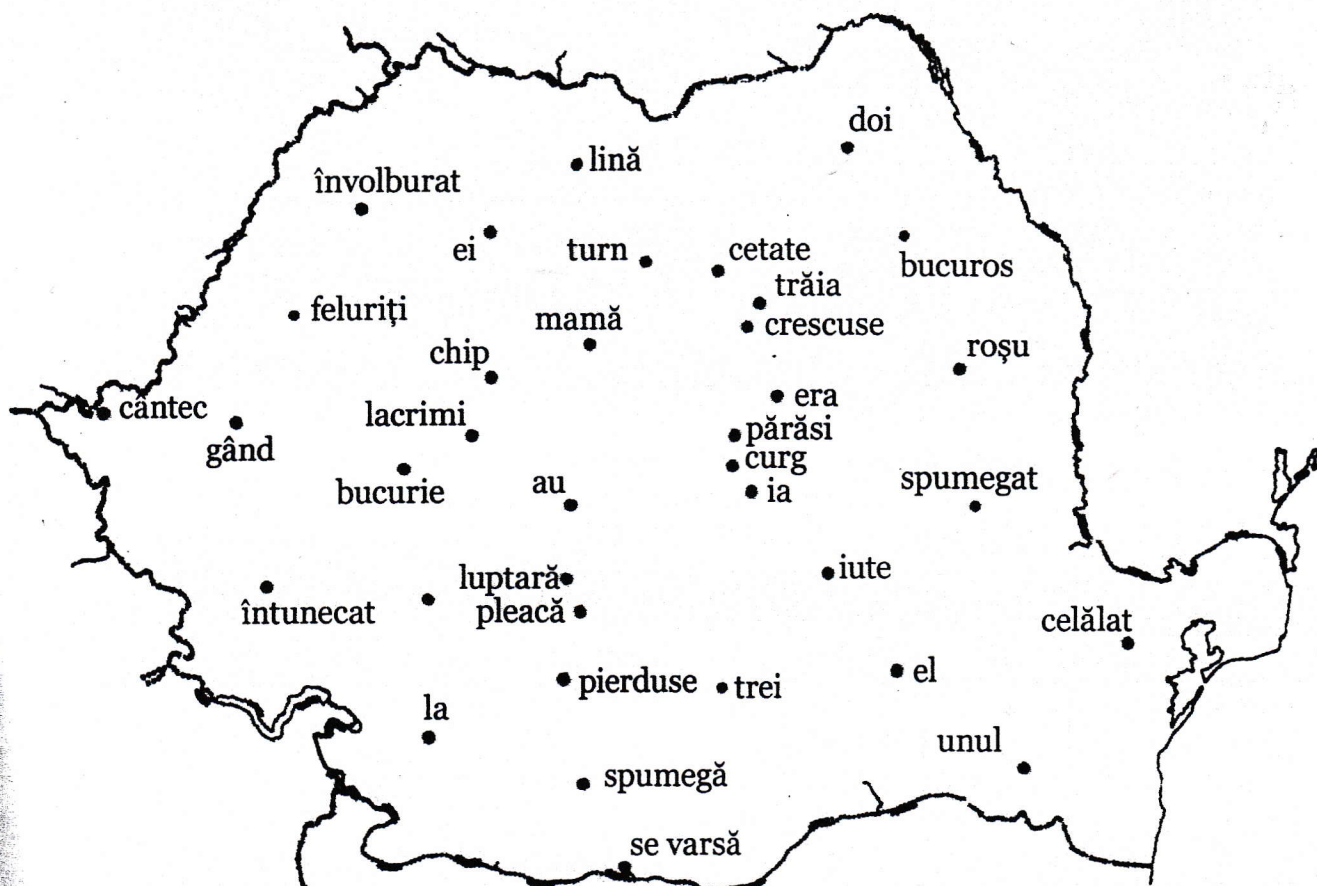 doi
lină
învolburat
ei
turn
cetate
bucuros
trăia
feluriți
mamă
crescuse
chip
roșu
era
cântec
lacrimi
părăsi
gând
curg
bucurie
au
ia
spumegat
luptară
iute
întunecat
pleacă
celălat
pierduse
trei
el
la
unul
spumegă
se varsă